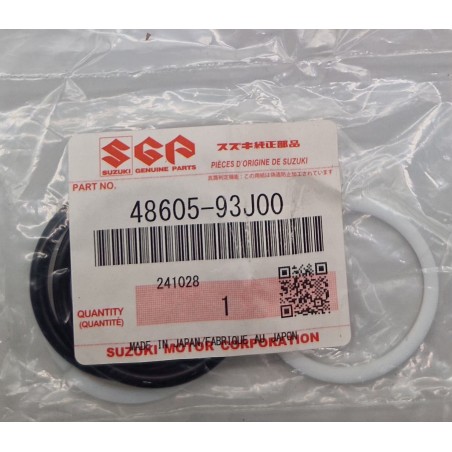 SGP
SUZUKI GENUINE PARTS
スズキ純正部品
PIÈCES D'ORIGINE DE SUZUKI
PART NO.
48605-93J00
241028
QUANTITY
(QUANTITÉ)
1
MADE IN JAPAN/FABRIQUE AU JAPON
SUZUKI MOTOR CORPORATION